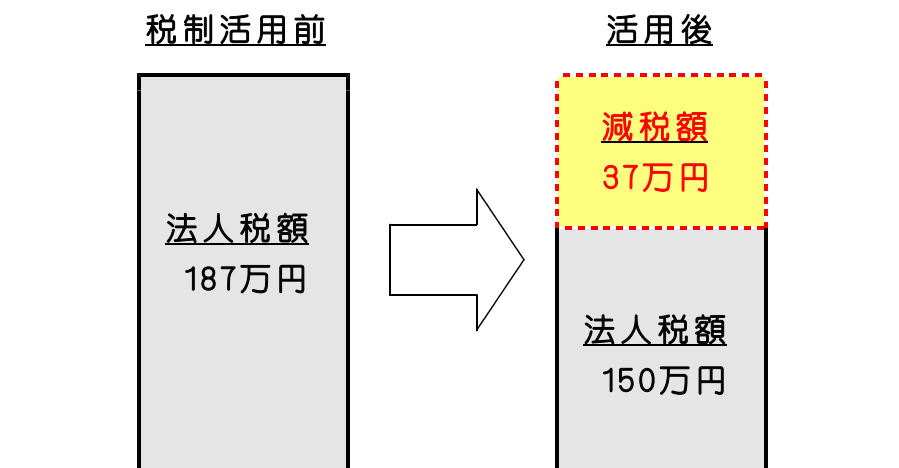 税制活用前
活用後
減税額
37万円
法人税額
187万円
法人税額
150万円